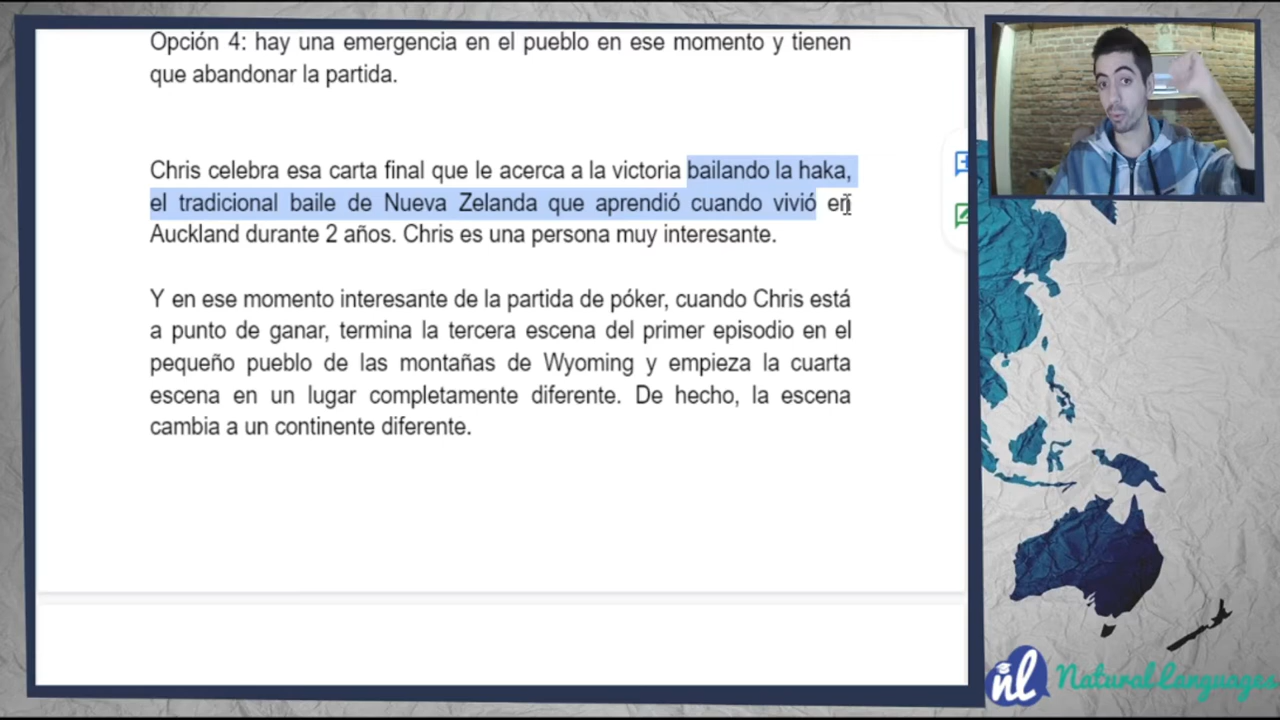 Opción 4: hay una emergencia en el pueblo en ese momento y tienen
que abandonar la partida.
Chris celebra esa carta final que le acerca a la victoria bailando la haka,
el tradicional baile de Nueva Zelanda que aprendió cuando vivió en
Auckland durante 2 años. Chris es una persona muy interesante.
Y en ese momento interesante de la partida de póker, cuando Chris está
a punto de ganar, termina la tercera escena del primer episodio en el
pequeño pueblo de las montañas de Wyoming y empieza la cuarta
escena en un lugar completamente diferente. De hecho, la escena
cambia a un continente diferente.
nl Natural Languages